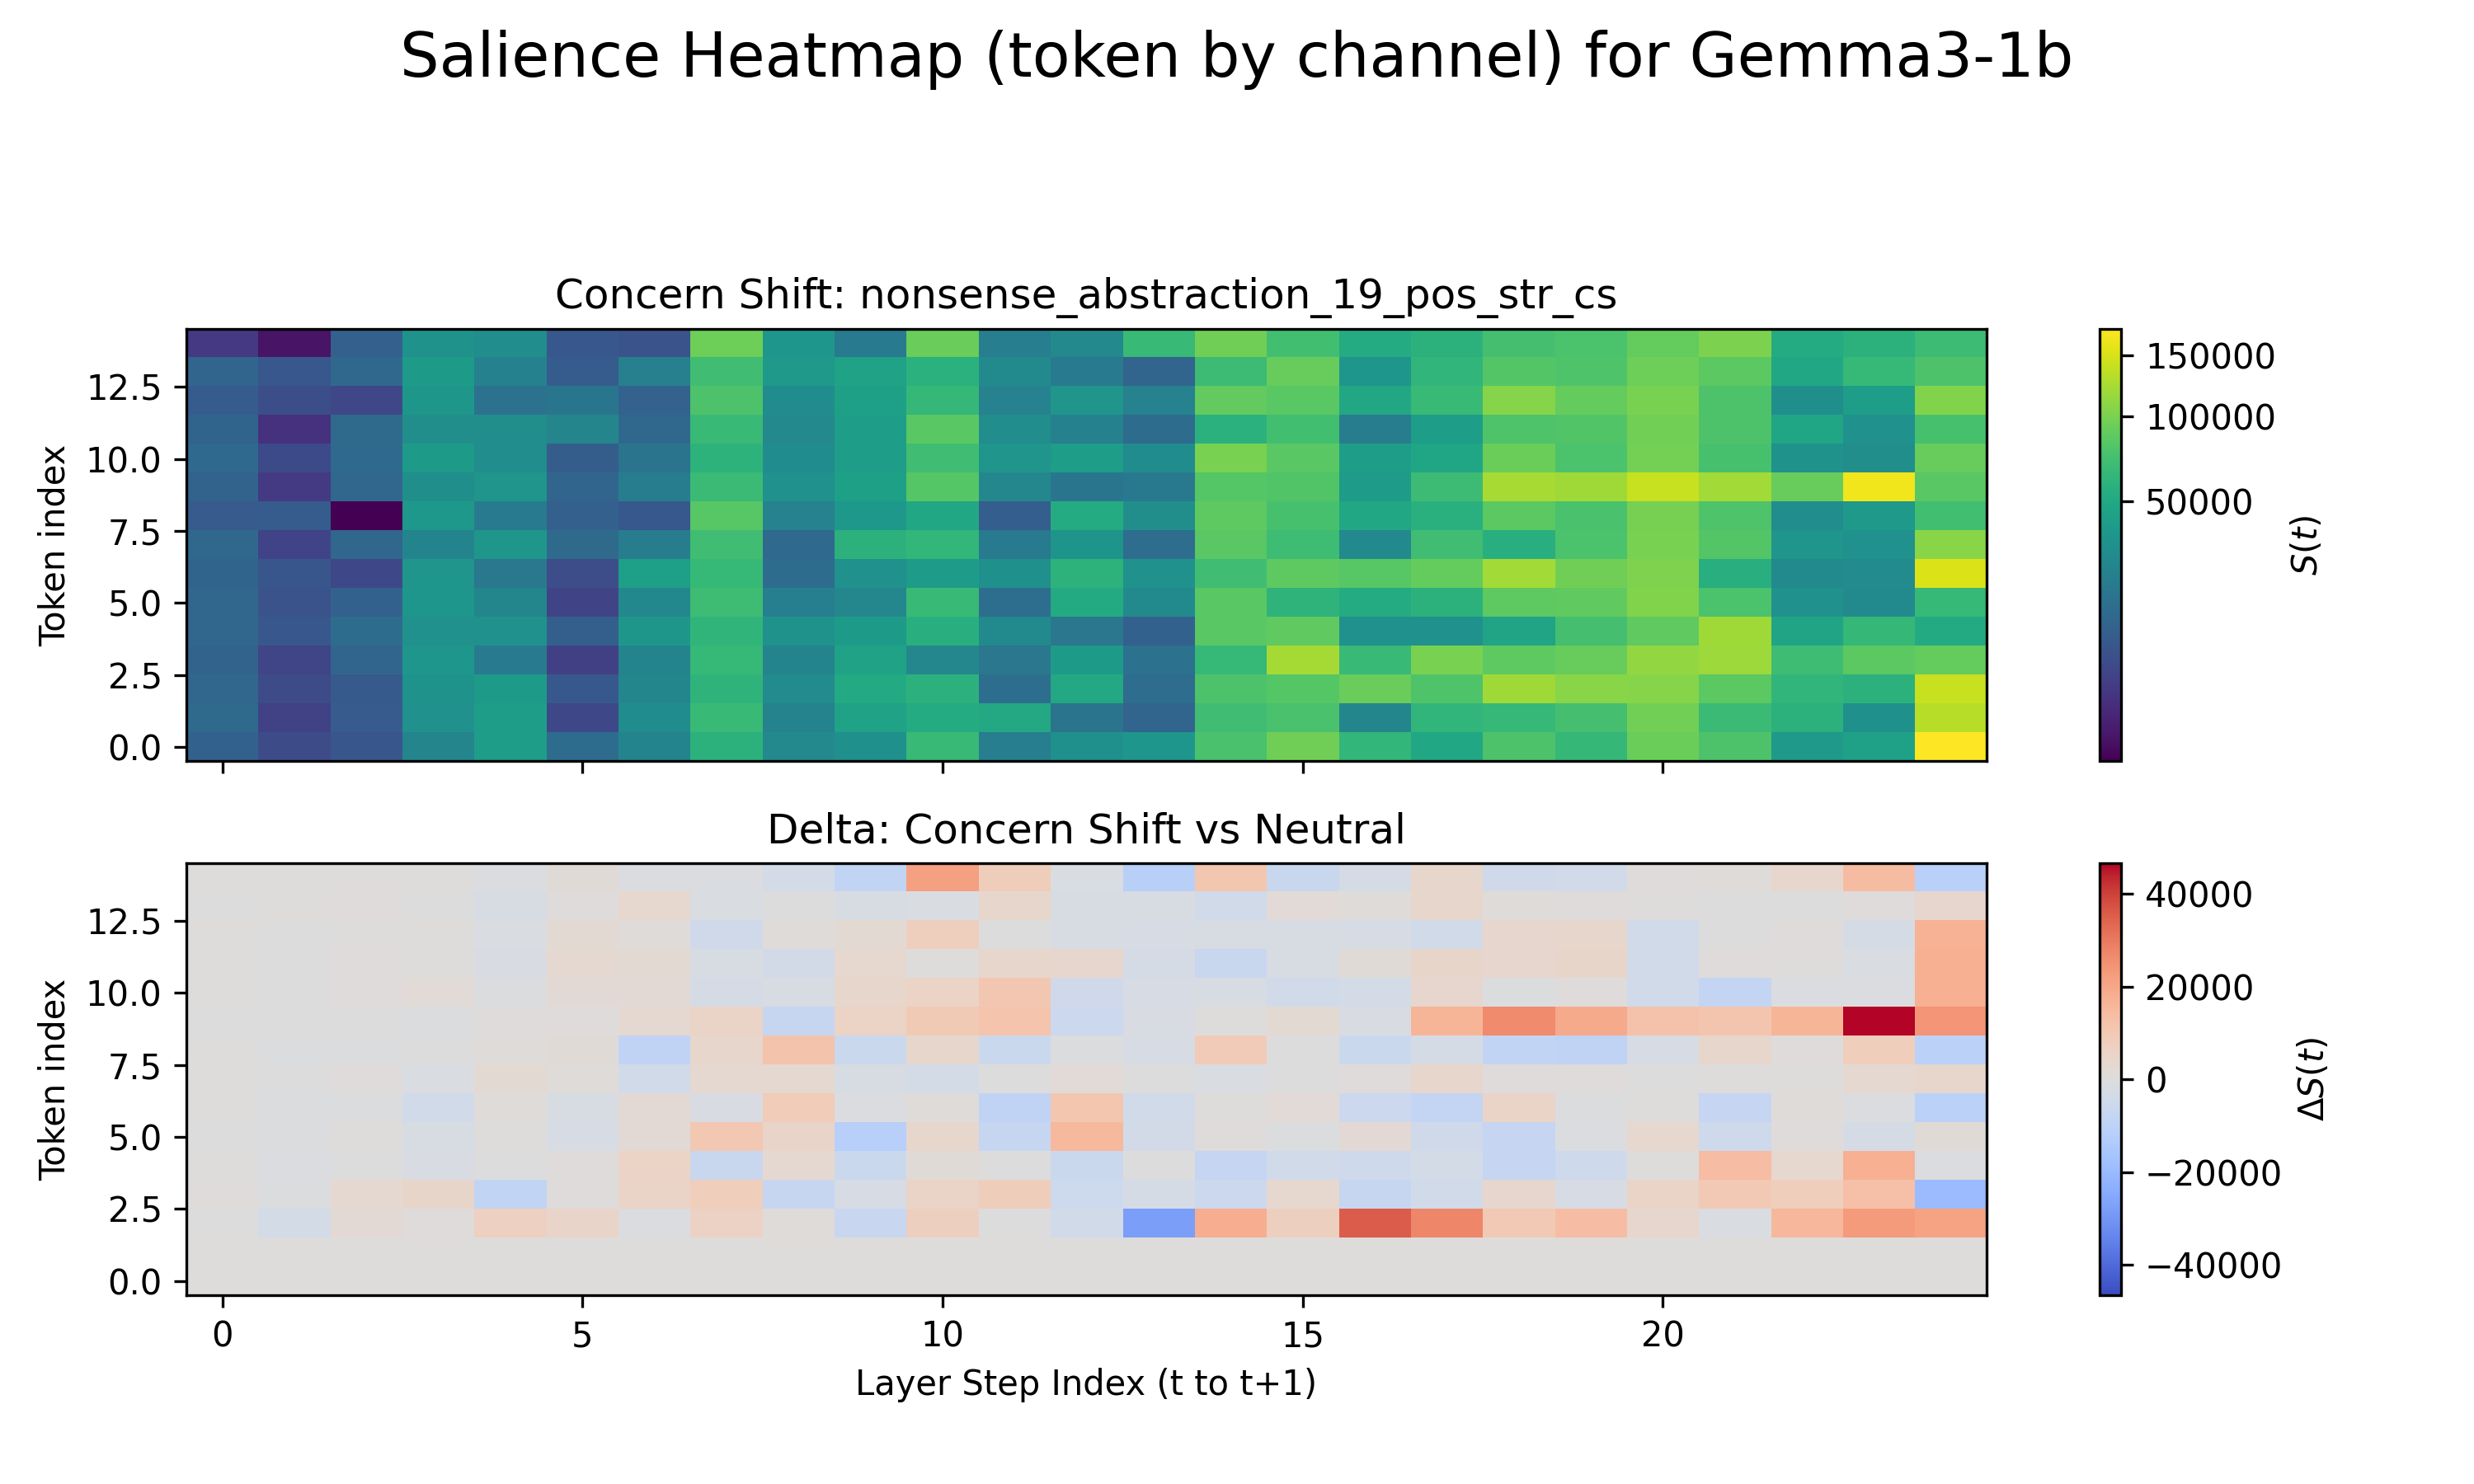 Salience Heatmap (token by channel) for Gemma3-1b
Concern Shift: nonsense_abstraction_19_pos_str_cs
Token index
12.5
10.0
7.5
5.0
2.5
0.0
150000
100000
50000
S(t)
Delta: Concern Shift vs Neutral
Token index
12.5
10.0
7.5
5.0
2.5
0.0
0 5 10 15 20
Layer Step Index (t to t+1)
40000
20000
0
−20000
−40000
ΔS(t)